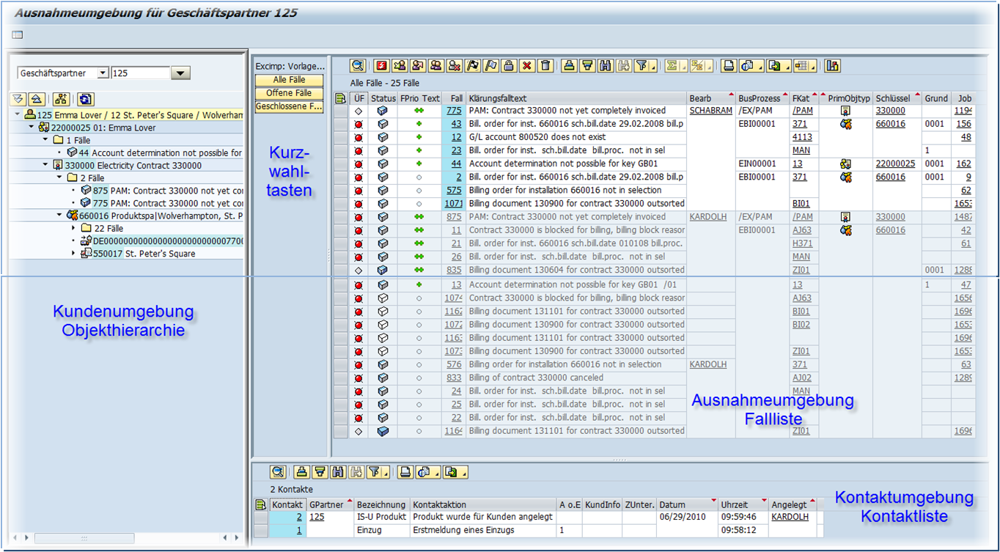 Ausnahmeumgebung für Geschäftspartner 125
Geschäftspartner 125
125 Emma Lover / 12 St. Peter's Square / Wolverham
22000025 01: Emma Lover
1 Fälle
44 Account determination not possible for
330000 Electricity Contract 330000
2 Fälle
875 PAM: Contract 330000 not yet co
775 PAM: Contract 330000 not yet co
660016 Produktspa|Wolverhampton, St. P
22 Fälle
550017 St. Peter's Square
Kundenumgebung
Objekthierarchie
Excimp: Vorlage...
Alle Fälle
Offene Fälle
Geschlossene F...
Kurz-
wahl-
tasten
Alle Fälle - 25 Fälle
ÜF Status FPrio Text Fall Klärungsfalltext Bearb BusProzess FKat PrimObjtyp Schlüssel Grund Job
775 PAM: Contract 330000 not yet completely invoiced SCHABRAM /EX/PAM /PAM 330000 1194
43 Bill. order for inst. 660016 sch.bill.date 29.02.2008 bill.p EBI00001 371 660016 0001 156
12 G/L account 800520 does not exist 4113 48
23 Bill. order for inst. sch.bill.date bill.proc. not in sel MAN 1
44 Account determination not possible for key GB01 EIN00001 13 22000025 0001 162
2 Bill. order for inst. 660016 sch.bill.date 29.02.2008 bill.p EBI00001 371 660016 0001 9
575 Billing order for installation 660016 not in selection 62
1071 Billing document 130900 for contract 330000 outsorted BI01 1653
875 PAM: Contract 330000 not yet completely invoiced KARDOLH /EX/PAM /PAM 330000 1487
11 Contract 330000 is blocked for billing, billing block reasor EBI00001 AJ63 660016 42
21 Bill. order for inst. 660016 sch.bill.date 010108 bill.proc. H371 61
26 Bill. order for inst. sch.bill.date bill.proc. not in sel MAN
835 Billing document 130604 for contract 330000 outsorted ZI01 0001 1288
13 Account determination not possible for key GB01 /01 13 1 47
1074 Contract 330000 is blocked for billing, billing block reasor AJ63 1656
1162 Billing document 131101 for contract 330000 outsorted BI01 1696
1072 Billing document 130900 for contract 330000 outsorted BI02 1653
1163 Billing document 131101 for contract 330000 outsorted 1696
1073 Billing document 130900 for contract 330000 outsorted ZI01 1653
576 Billing order for installation 660016 not in selection KARDOLH 371 63
833 Billing of contract 330000 canceled AJ02 1289
24 Bill. order for inst. sch.bill.date bill.proc. not in sel MAN
25 Bill. order for inst. sch.bill.date bill.proc. not in sel
22 Bill. order for inst. sch.bill.date bill.proc. not in sel
1164 Billing document 131101 for contract 330000 outsorted ZI01 1696
Ausnahmeumgebung
Fallliste
2 Kontakte
Kontakt GPartner Bezeichnung Kontaktaktion A o.E KundInfo ZUnter. Datum Uhrzeit Angelegt
2 125 IS-U Produkt Produkt wurde für Kunden angelegt 06/29/2010 09:59:46 KARDOLH
1 Einzug Erstmeldung eines Einzugs 1 09:58:12
Kontaktumgebung
Kontaktliste